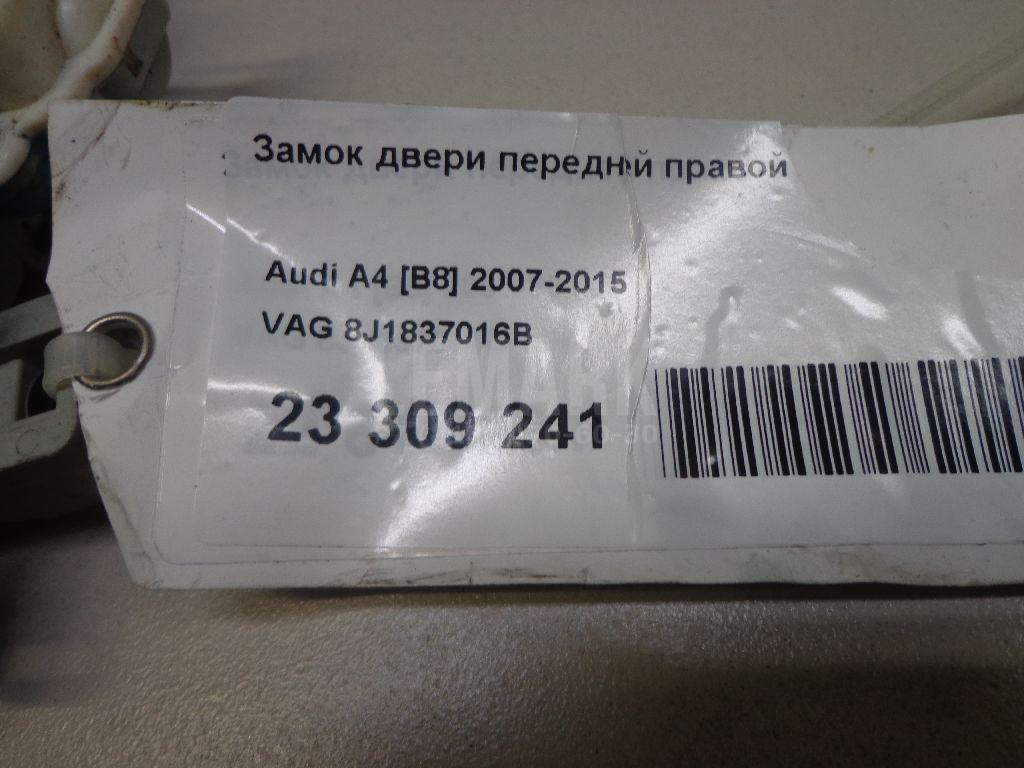 Замок двери передней правой
Audi A4 [B8] 2007-2015
VAG 8J1837016B
23 309 241